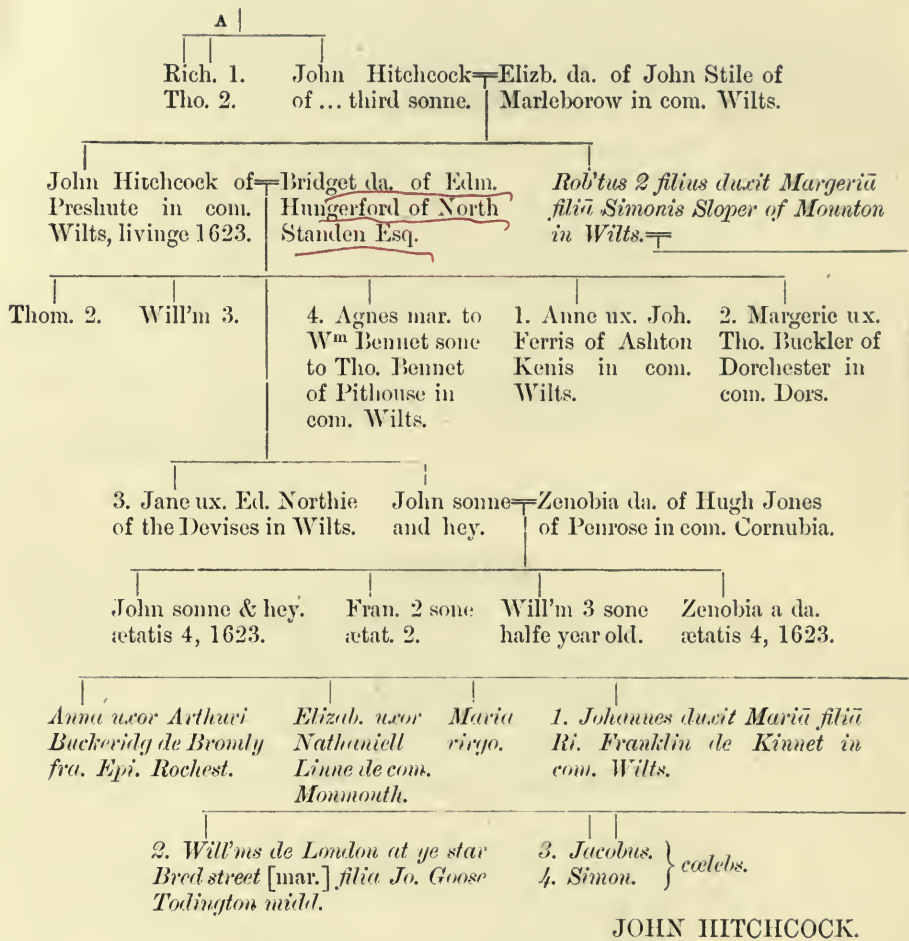 A
Rich. 1.
Tho. 2.
John Hitchcock
of ... third sonne.
Elizb. da. of John Stile of
Marleborow in com. Wilts.
John Hitchcock of
Preshute in com.
Wilts, livinge 1623.
Bridget da. of Edm.
Hungerford of North
Standen Esq.
Rob'tus 2 filius duxit Margeriā
filiā Simonis Sloper of Mounton
in Wilts.
Thom. 2.
Will'm 3.
4. Agnes mar. to
Wᵐ Bennet sone
to Tho. Bennet
of Pithouse in
com. Wilts.
1. Anne ux. Joh.
Ferris of Ashton
Kenis in com.
Wilts.
2. Margerie ux.
Tho. Buckler of
Dorchester in
com. Dors.
3. Jane ux. Ed. Northie
of the Devises in Wilts.
John sonne
and hey.
Zenobia da. of Hugh Jones
of Penrose in com. Cornubia.
John sonne & hey.
ætatis 4, 1623.
Fran. 2 sone
ætat. 2.
Will'm 3 sone
halfe year old.
Zenobia a da.
ætatis 4, 1623.
Anna uxor Arthuri
Buckeridg de Bromly
fra. Epi. Rochest.
Elizab. uxor
Nathaniell
Linne de com.
Monmouth.
Maria
virgo.
1. Johannes duxit Mariā filiā
Ri. Franklin de Kinnet in
com. Wilts.
2. Will'ms de London at ye star
Bred street [mar.] filia Jo. Goose
Todington midd.
3. Jacobus.
4. Simon.
} cœlebs.
JOHN HITCHCOCK.